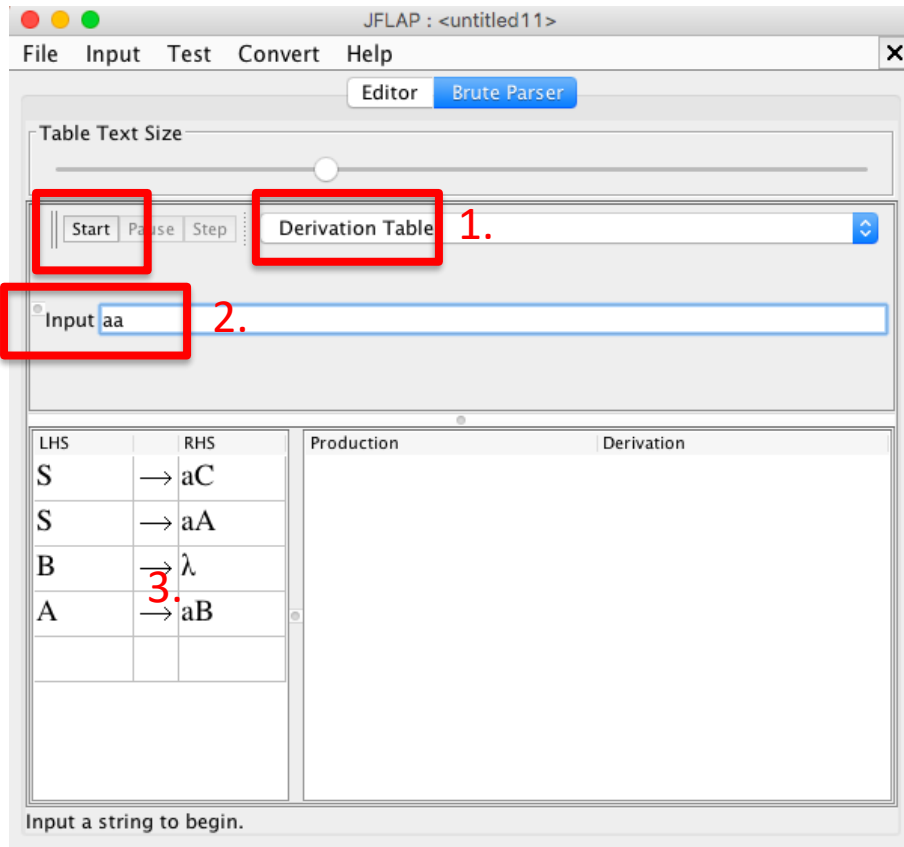 JFLAP : <untitled11>
File Input Test Convert Help
Editor Brute Parser
Table Text Size
Start Pause Step Derivation Table 1.
Input aa 2.
LHS RHS Production Derivation
S → aC
S → aA
B → λ
3.
A → aB
Input a string to begin.